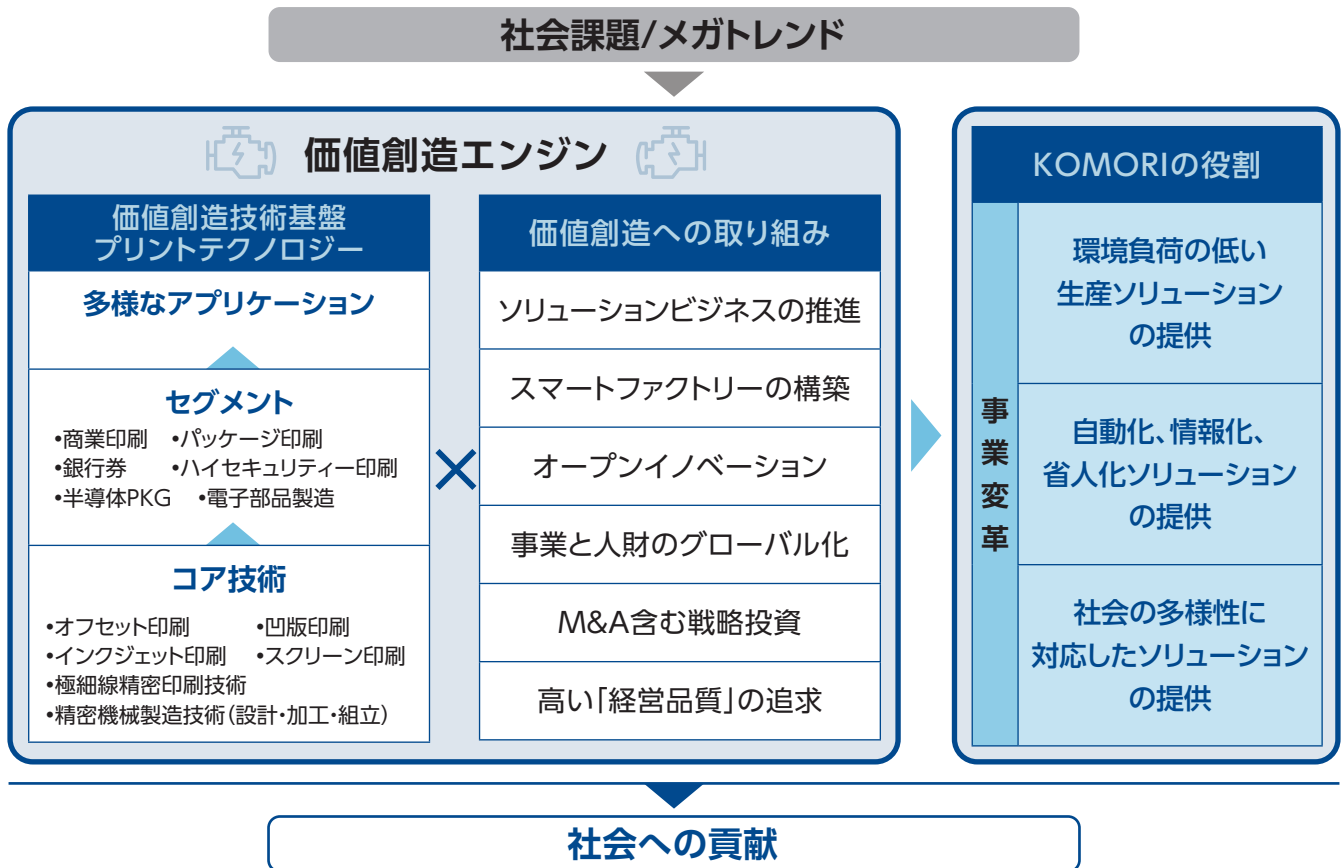 社会課題/メガトレンド
価値創造エンジン
価値創造技術基盤
プリントテクノロジー
多様なアプリケーション
セグメント
•商業印刷 •パッケージ印刷
•銀行券 •ハイセキュリティー印刷
•半導体PKG •電子部品製造
コア技術
•オフセット印刷 •凹版印刷
•インクジェット印刷 •スクリーン印刷
•極細線精密印刷技術
•精密機械製造技術(設計・加工・組立)
×
価値創造への取り組み
ソリューションビジネスの推進
スマートファクトリーの構築
オープンイノベーション
事業と人財のグローバル化
M&A含む戦略投資
高い「経営品質」の追求
KOMORIの役割
事業変革
環境負荷の低い
生産ソリューション
の提供
自動化、情報化、
省人化ソリューション
の提供
社会の多様性に
対応したソリューション
の提供
社会への貢献